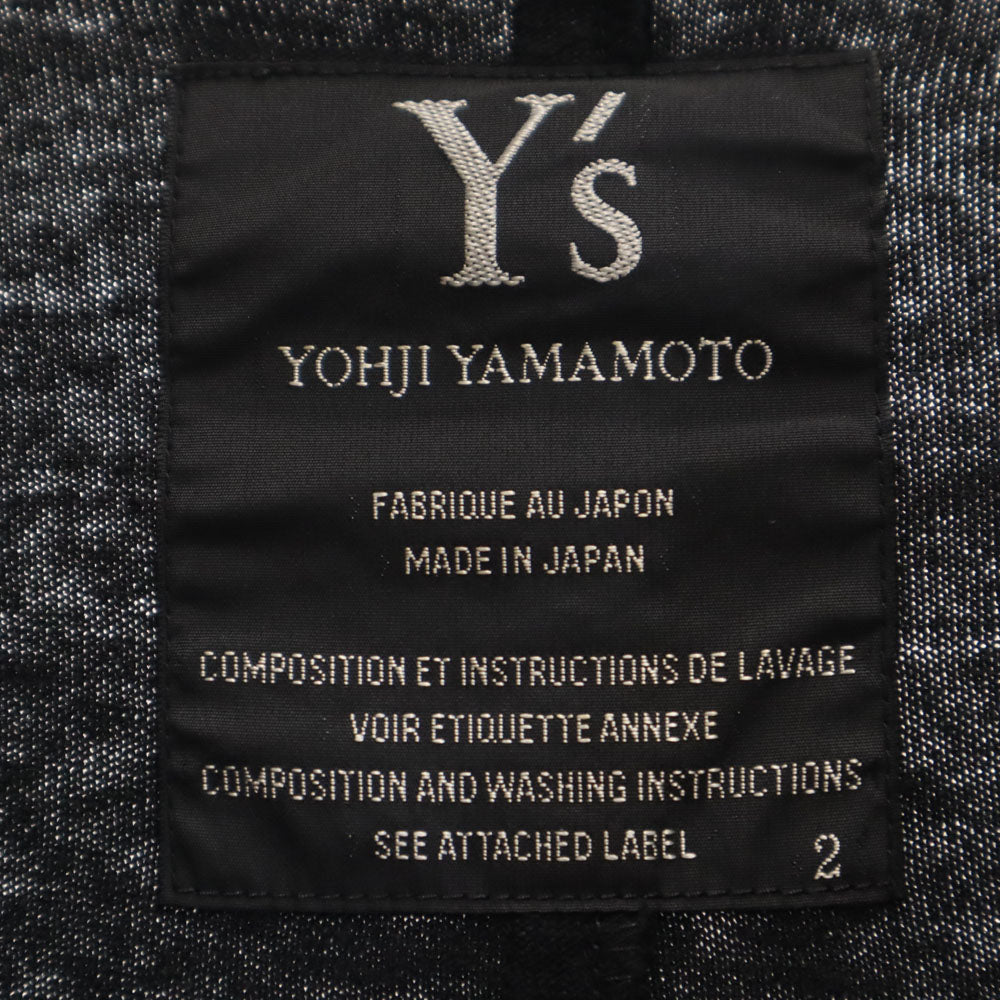 Y's
YOHJI YAMAMOTO
FABRIQUE AU JAPON
MADE IN JAPAN
COMPOSITION ET INSTRUCTIONS DE LAVAGE
VOIR ETIQUETTE ANNEXE
COMPOSITION AND WASHING INSTRUCTIONS
SEE ATTACHED LABEL
2